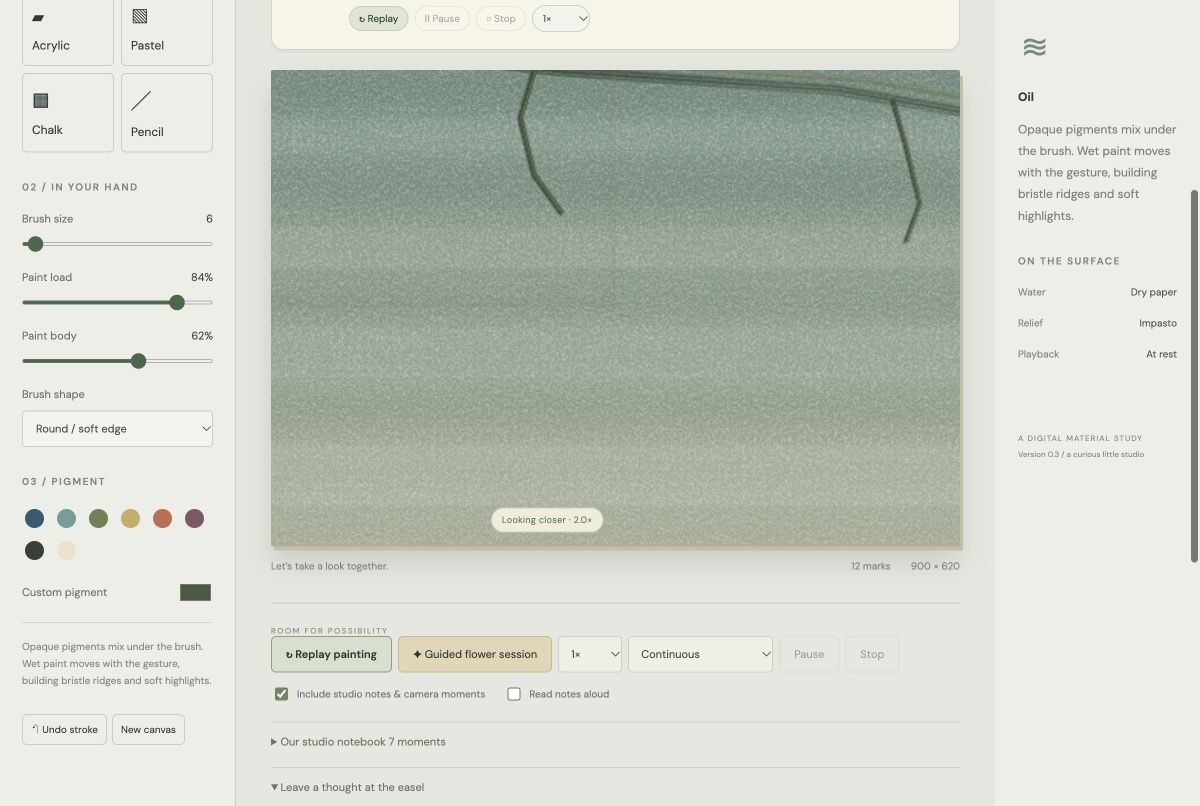 ↻ Replay
II Pause
▫ Stop
1×
Acrylic
Pastel
Chalk
Pencil
02 / IN YOUR HAND
Brush size 6
Paint load 84%
Paint body 62%
Brush shape
Round / soft edge
03 / PIGMENT
Custom pigment
Opaque pigments mix under the brush.
Wet paint moves with the gesture,
building bristle ridges and soft highlights.
Undo stroke
New canvas
Looking closer · 2.0×
Let's take a look together.
12 marks 900 × 620
ROOM FOR POSSIBILITY
↻ Replay painting
✦ Guided flower session
1×
Continuous
Pause
Stop
Include studio notes & camera moments
Read notes aloud
Our studio notebook 7 moments
Leave a thought at the easel
Oil
Opaque pigments mix under
the brush. Wet paint moves
with the gesture, building
bristle ridges and soft
highlights.
ON THE SURFACE
Water Dry paper
Relief Impasto
Playback At rest
A DIGITAL MATERIAL STUDY
Version 0.3 / a curious little studio